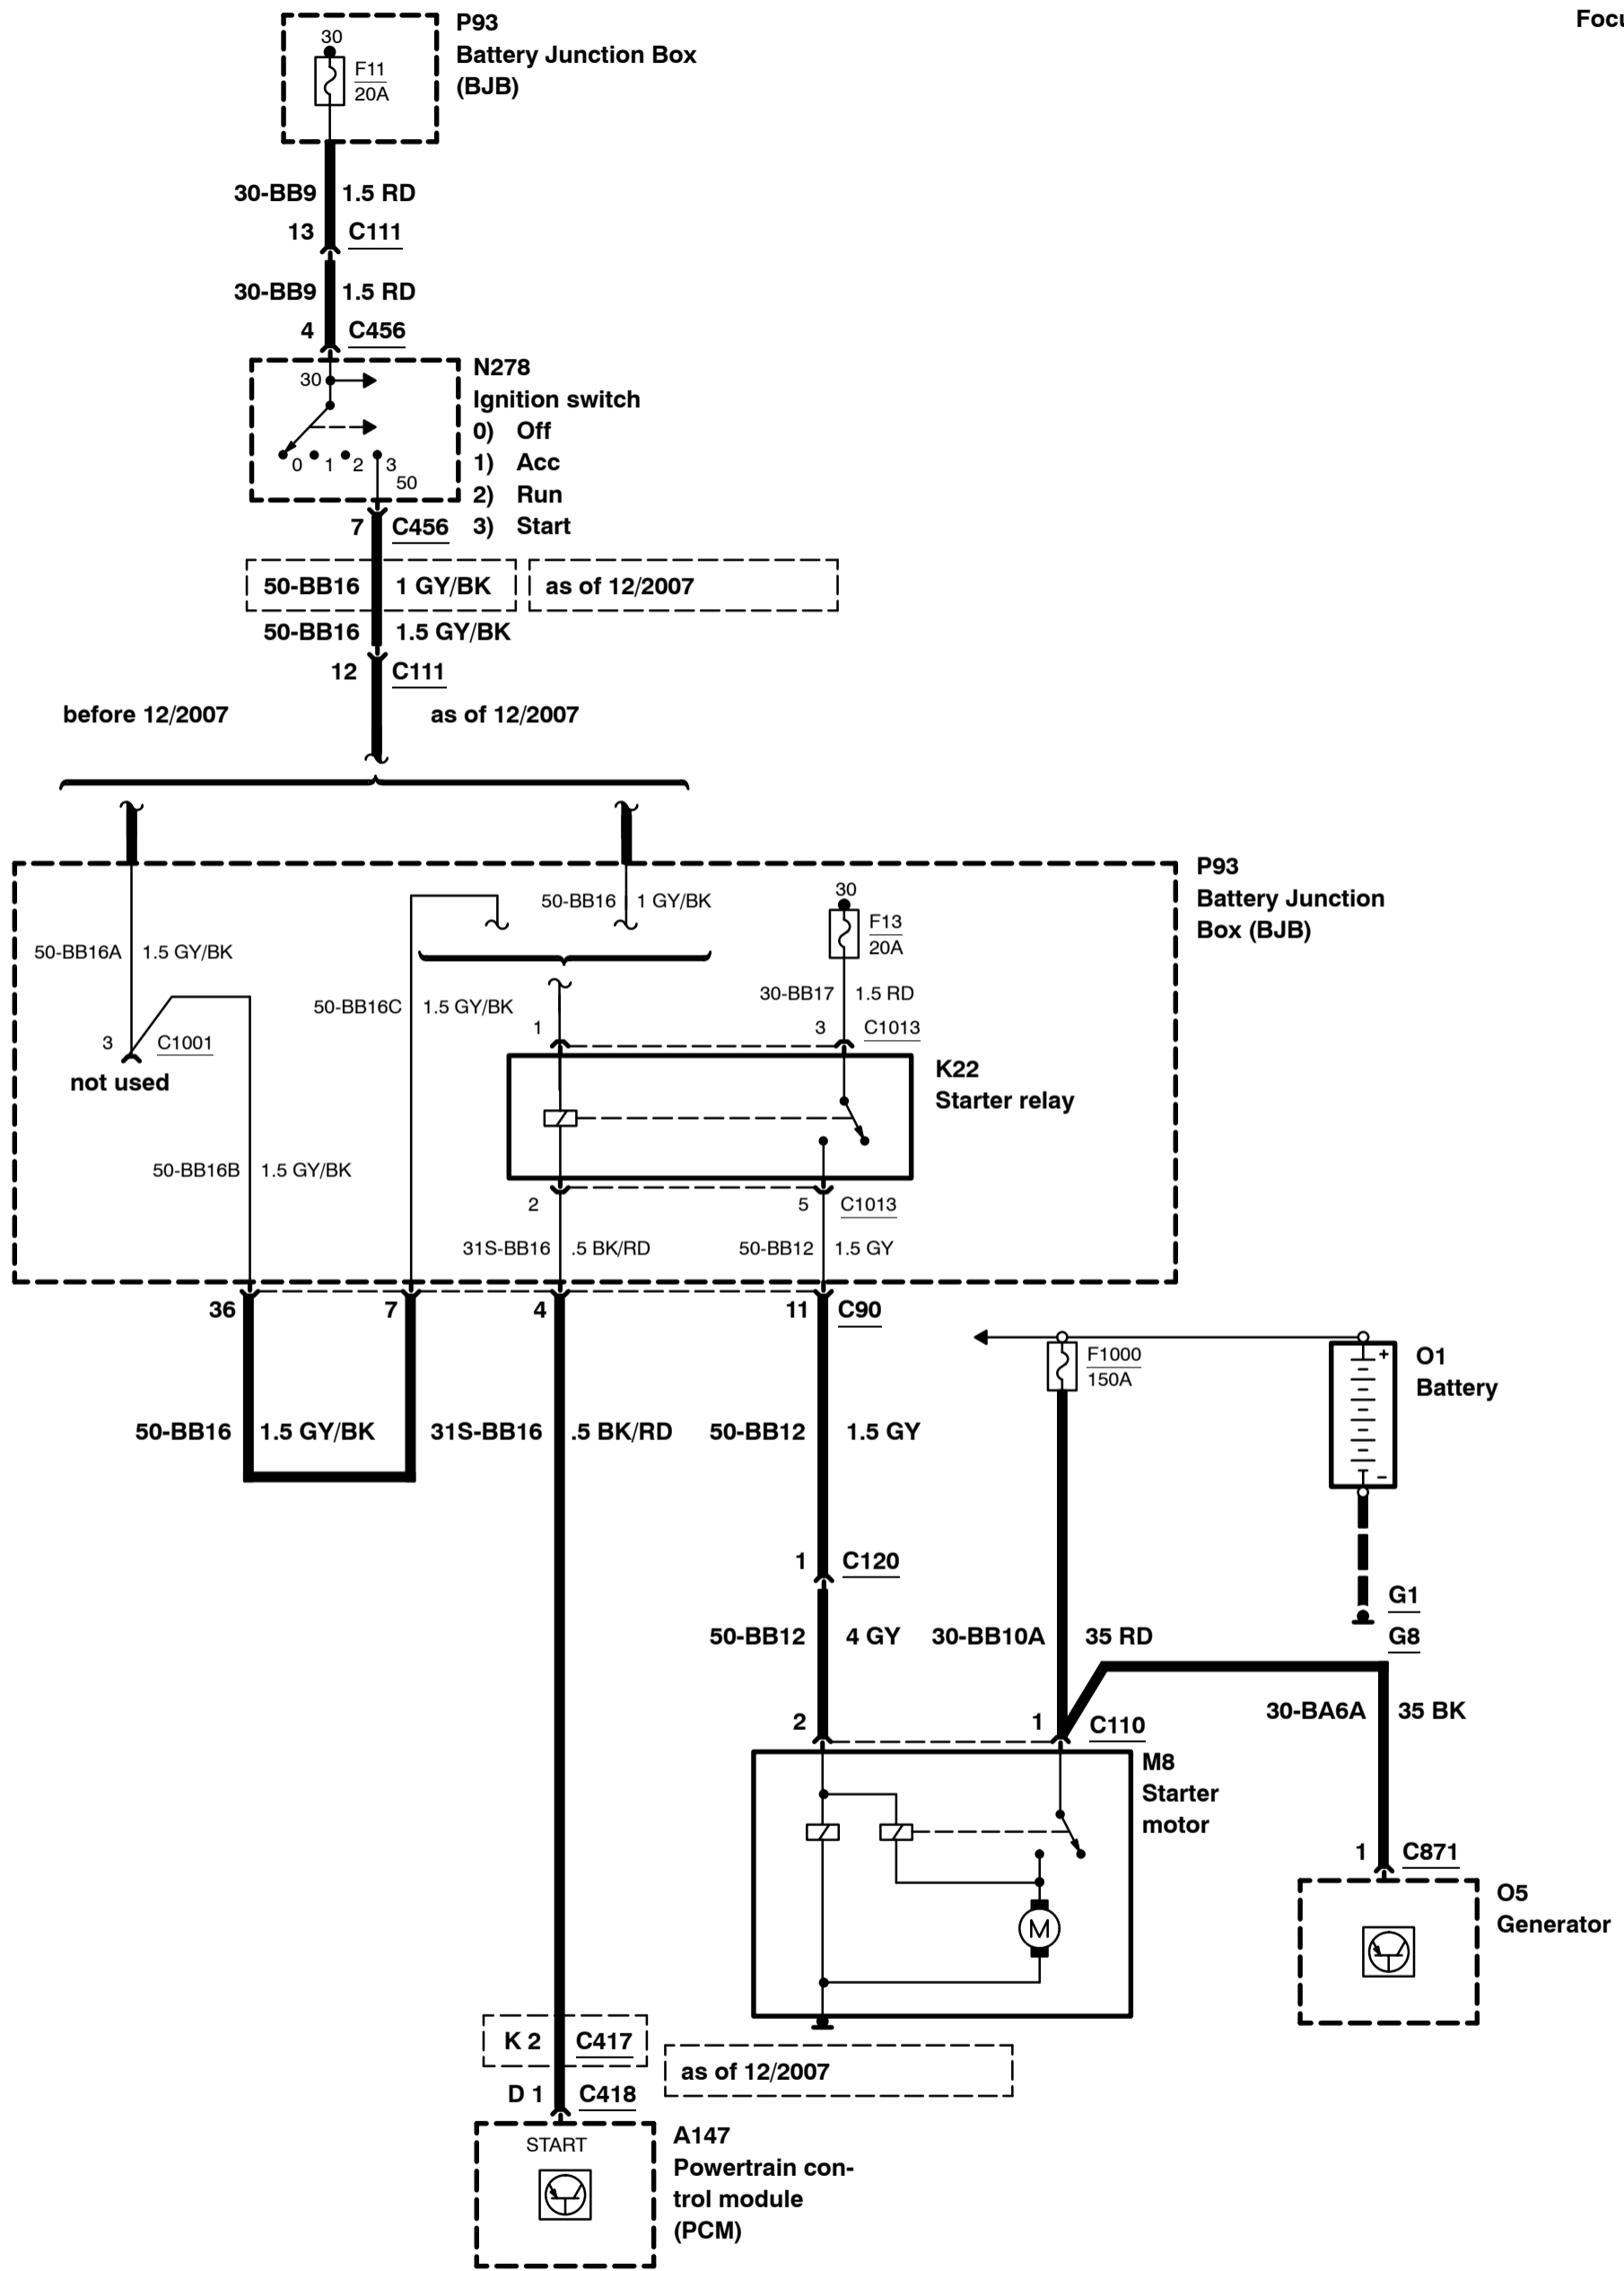 Focu
P93
Battery Junction Box
(BJB)
30
F11
20A
30-BB9 1.5 RD
13 C111
30-BB9 1.5 RD
4 C456
N278
Ignition switch
0) Off
1) Acc
2) Run
3) Start
30
0 1 2 3
50
7 C456
50-BB16 1 GY/BK as of 12/2007
50-BB16 1.5 GY/BK
12 C111
before 12/2007 as of 12/2007
P93
Battery Junction
Box (BJB)
50-BB16 1 GY/BK
30
F13
20A
50-BB16A 1.5 GY/BK
50-BB16C 1.5 GY/BK
30-BB17 1.5 RD
1 3 C1013
3 C1001
not used
K22
Starter relay
50-BB16B 1.5 GY/BK
2 5 C1013
31S-BB16 .5 BK/RD 50-BB12 1.5 GY
36 7 4 11 C90
F1000
150A
+
−
O1
Battery
50-BB16 1.5 GY/BK 31S-BB16 .5 BK/RD 50-BB12 1.5 GY
1 C120
G1
G8
50-BB12 4 GY 30-BB10A 35 RD
30-BA6A 35 BK
2 1 C110
M8
Starter
motor
M
1 C871
O5
Generator
K 2 C417
as of 12/2007
D 1 C418
START
A147
Powertrain con-
trol module
(PCM)